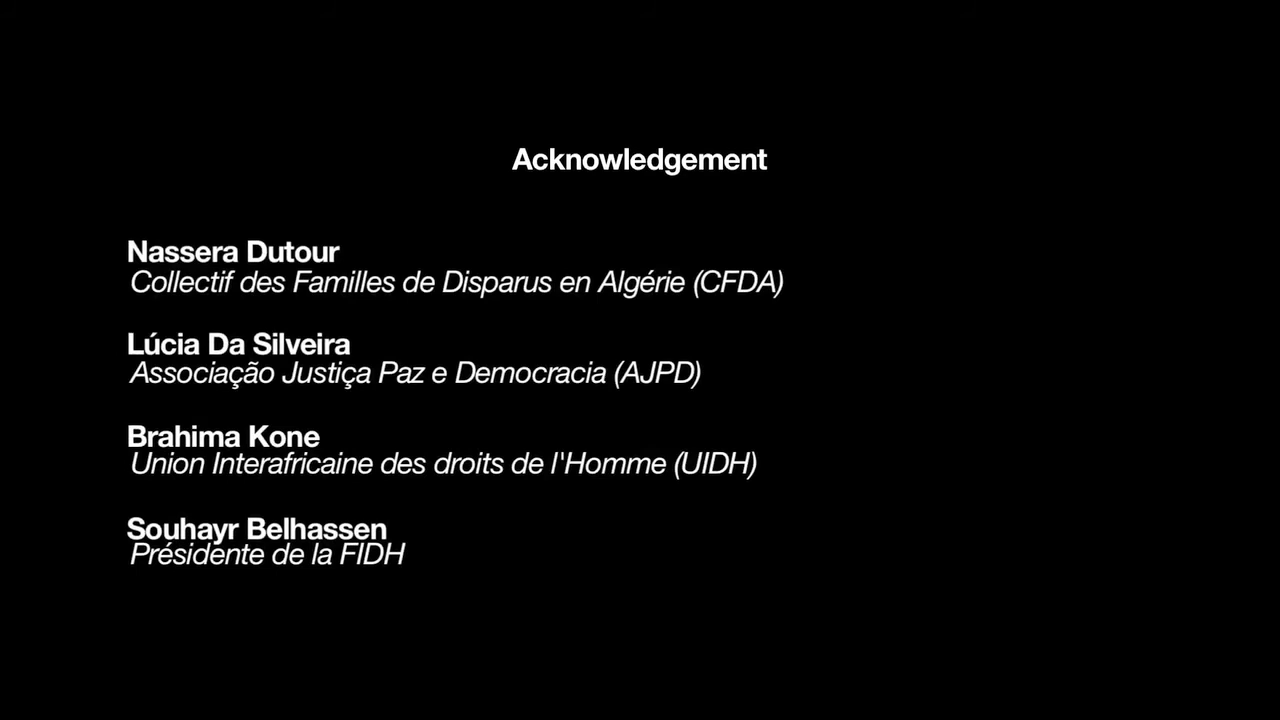 Acknowledgement
Nassera Dutour
Collectif des Familles de Disparus en Algérie (CFDA)
Lúcia Da Silveira
Associação Justiça Paz e Democracia (AJPD)
Brahima Kone
Union Interafricaine des droits de l'Homme (UIDH)
Souhayr Belhassen
Présidente de la FIDH